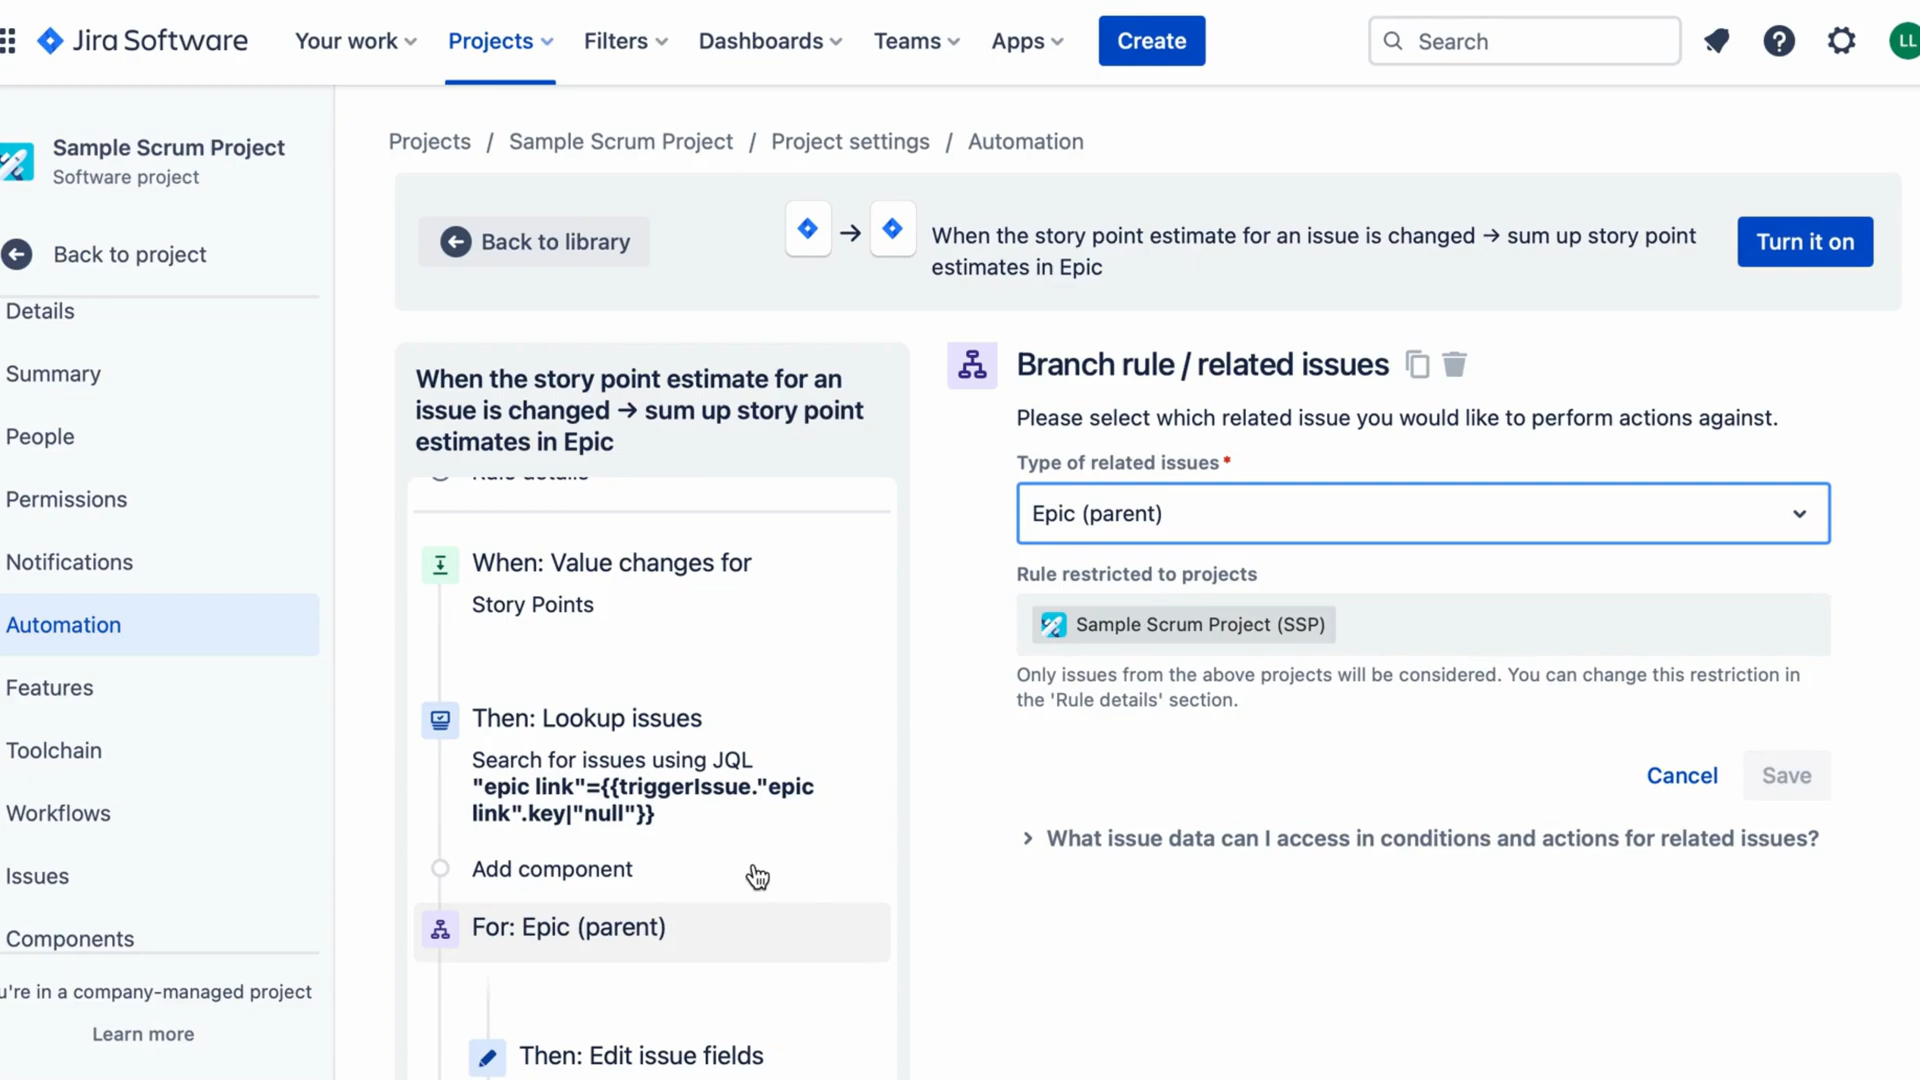 Jira Software
Your work
Projects
Filters
Dashboards
Teams
Apps
Create
Search
LL
Sample Scrum Project
Software project
Back to project
Details
Summary
People
Permissions
Notifications
Automation
Features
Toolchain
Workflows
Issues
Components
u're in a company-managed project
Learn more
Projects / Sample Scrum Project / Project settings / Automation
Back to library
When the story point estimate for an issue is changed → sum up story point
estimates in Epic
Turn it on
When the story point estimate for an
issue is changed → sum up story point
estimates in Epic
Rule details
When: Value changes for
Story Points
Then: Lookup issues
Search for issues using JQL
"epic link"={{triggerIssue."epic
link".key|"null"}}
Add component
For: Epic (parent)
Then: Edit issue fields
Branch rule / related issues
Please select which related issue you would like to perform actions against.
Type of related issues*
Epic (parent)
Rule restricted to projects
Sample Scrum Project (SSP)
Only issues from the above projects will be considered. You can change this restriction in
the 'Rule details' section.
Cancel
Save
What issue data can I access in conditions and actions for related issues?